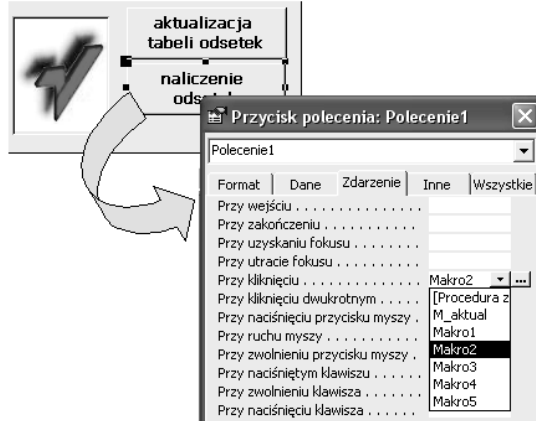 aktualizacja
tabeli odsetek
naliczenie
Przycisk polecenia: Polecenie1
Polecenie1
Format Dane Zdarzenie Inne Wszystkie
Przy wejściu . . . . . . . . . . . . . . .
Przy zakończeniu . . . . . . . . . . .
Przy uzyskaniu fokusu . . . . . . . .
Przy utracie fokusu . . . . . . . . . .
Przy kliknięciu . . . . . . . . . . . . . . Makro2 ...
Przy kliknięciu dwukrotnym . . . . . [Procedura z
Przy naciśnięciu przycisku myszy . M_aktual
Przy ruchu myszy . . . . . . . . . . . Makro1
Przy zwolnieniu przycisku myszy . Makro2
Przy naciśniętym klawiszu . . . . . . Makro3
Przy zwolnieniu klawisza . . . . . . . Makro4
Przy naciśnięciu klawisza . . . . . . Makro5